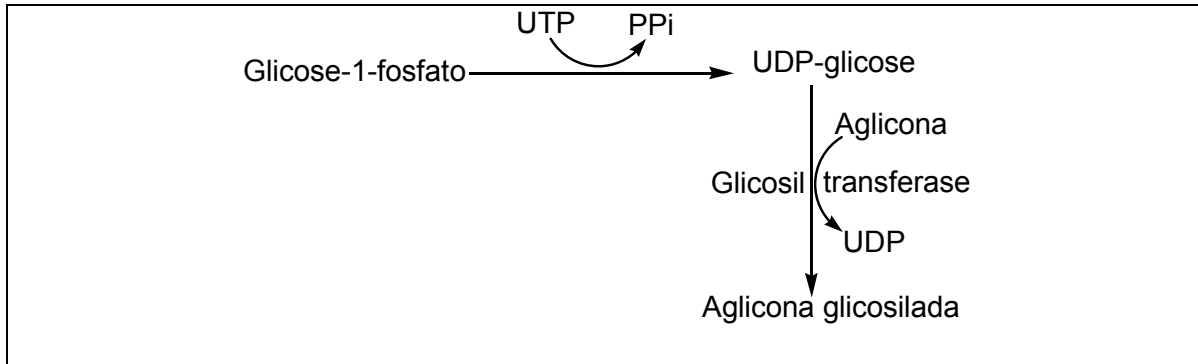 UTP PPi
Glicose-1-fosfato UDP-glicose
Aglicona
Glicosil transferase
UDP
Aglicona glicosilada